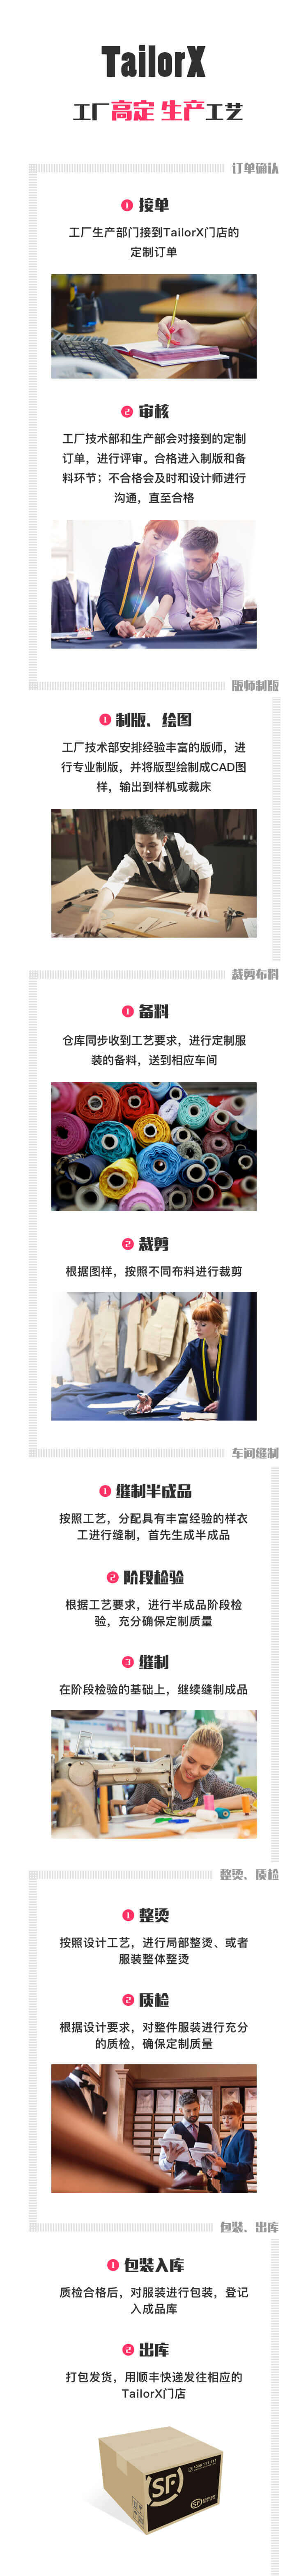 TailorX
工厂高定 生产工艺
订单确认
1 接单
工厂生产部门接到TailorX门店的
定制订单
2 审核
工厂技术部和生产部会对接到的定制
订单，进行评审。合格进入制版和备
料环节；不合格会及时和设计师进行
沟通，直至合格
版师制版
1 制版、绘图
工厂技术部安排经验丰富的版师，进
行专业制版，并将版型绘制成CAD图
样，输出到样机或裁床
裁剪布料
1 备料
仓库同步收到工艺要求，进行定制服
装的备料，送到相应车间
2 裁剪
根据图样，按照不同布料进行裁剪
车间缝制
1 缝制半成品
按照工艺，分配具有丰富经验的样衣
工进行缝制，首先生成半成品
2 阶段检验
根据工艺要求，进行半成品阶段检
验，充分确保定制质量
3 缝制
在阶段检验的基础上，继续缝制成品
整烫、质检
1 整烫
按照设计工艺，进行局部整烫、或者
服装整体整烫
2 质检
根据设计要求，对整件服装进行充分
的质检，确保定制质量
包装、出库
1 包装入库
质检合格后，对服装进行包装，登记
入成品库
2 出库
打包发货，用顺丰快递发往相应的
TailorX门店
SF
SF